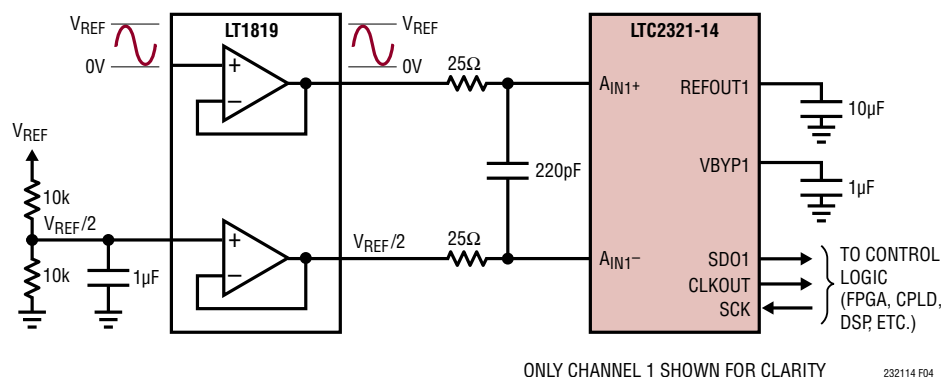 VREF
0V
LT1819
VREF
0V
LTC2321-14
25Ω
AIN1+
REFOUT1
10µF
VREF
10k
VREF/2
10k
1µF
220pF
VBYP1
1µF
VREF/2
25Ω
AIN1–
SDO1
CLKOUT
SCK
TO CONTROL
LOGIC
(FPGA, CPLD,
DSP, ETC.)
+
–
+
–
ONLY CHANNEL 1 SHOWN FOR CLARITY
232114 F04